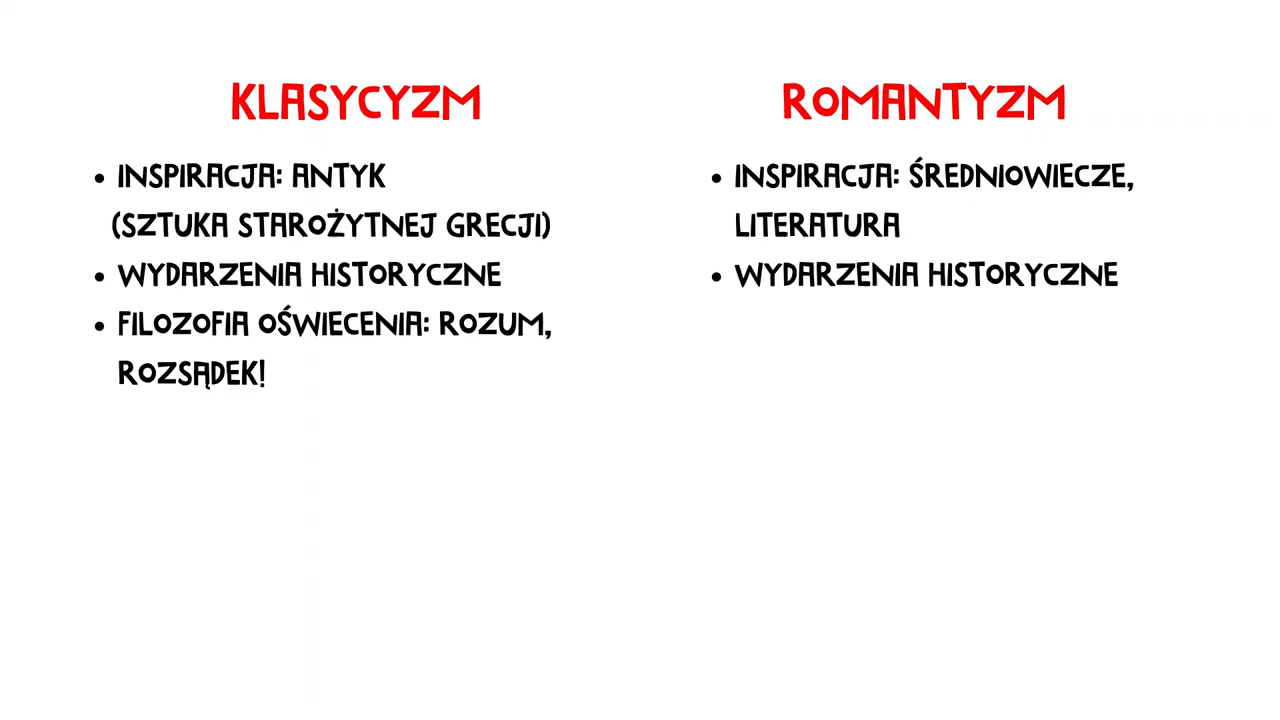 KLASYCYZM
• INSPIRACJA: ANTYK
(SZTUKA STAROŻYTNEJ GRECJI)
• WYDARZENIA HISTORYCZNE
• FILOZOFIA OŚWIECENIA: ROZUM,
ROZSĄDEK!
ROMANTYZM
• INSPIRACJA: ŚREDNIOWIECZE,
LITERATURA
• WYDARZENIA HISTORYCZNE